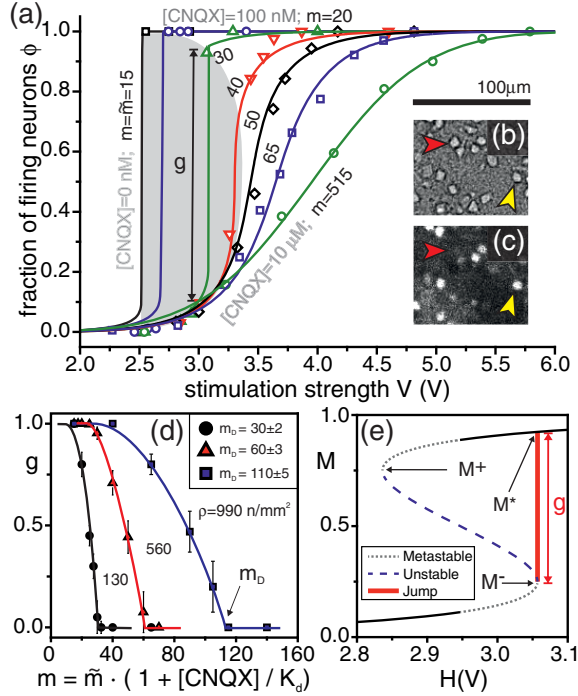 (a)
[CNQX]=100 nM; m=20
fraction of firing neurons ϕ
1.0
0.8
0.6
0.4
0.2
0.0
[CNQX]=0 nM; m=m̃=15
g
30
40
50
65
m=515
[CNQX]=10 μM;
100μm
(b)
(c)
2.0 2.5 3.0 3.5 4.0 4.5 5.0 5.5 6.0
stimulation strength V (V)
(d)
g
1.0
0.5
0.0
m_D = 30±2
m_D = 60±3
m_D = 110±5
ρ=990 n/mm²
560
130
m_D
0 40 80 120 160
m = m̃ · ( 1 + [CNQX] / K_d )
(e)
M
1.0
0.5
0.0
M⁺
M*
g
M⁻
Metastable
Unstable
Jump
2.8 2.9 3.0 3.1
H(V)